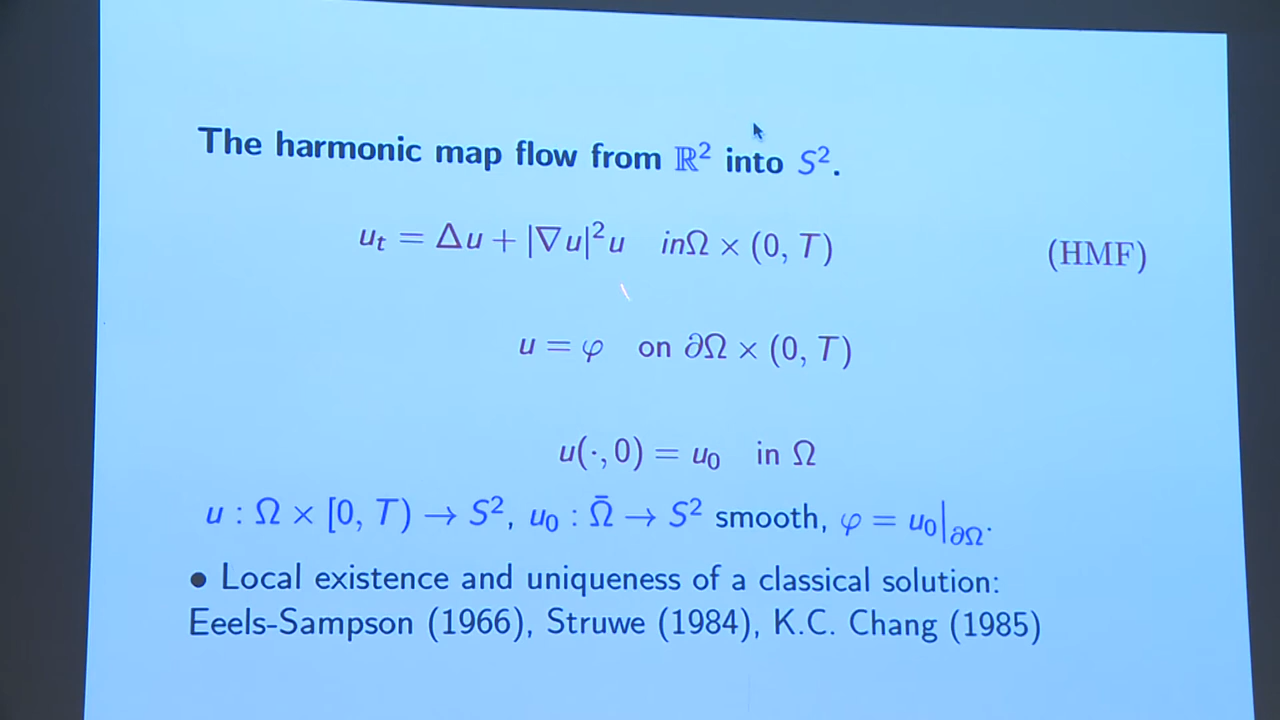 The harmonic map flow from ℝ² into S².
u_t = Δu + |∇u|²u inΩ × (0, T) (HMF)
u = φ on ∂Ω × (0, T)
u(·, 0) = u₀ in Ω
u : Ω × [0, T) → S², u₀ : Ω̄ → S² smooth, φ = u₀|_∂Ω.
● Local existence and uniqueness of a classical solution:
Eeels-Sampson (1966), Struwe (1984), K.C. Chang (1985)